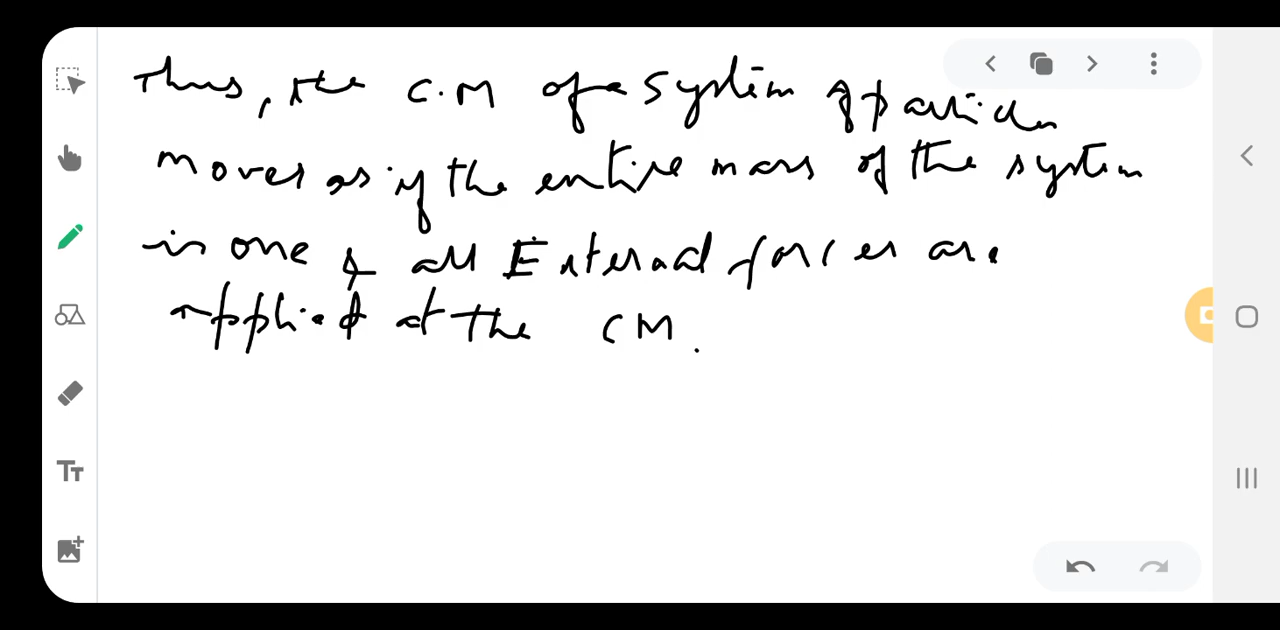 Thus, the C.M of a system of particles
moves as if the entire mass of the system
is one & all External forces are
applied at the CM.
TT